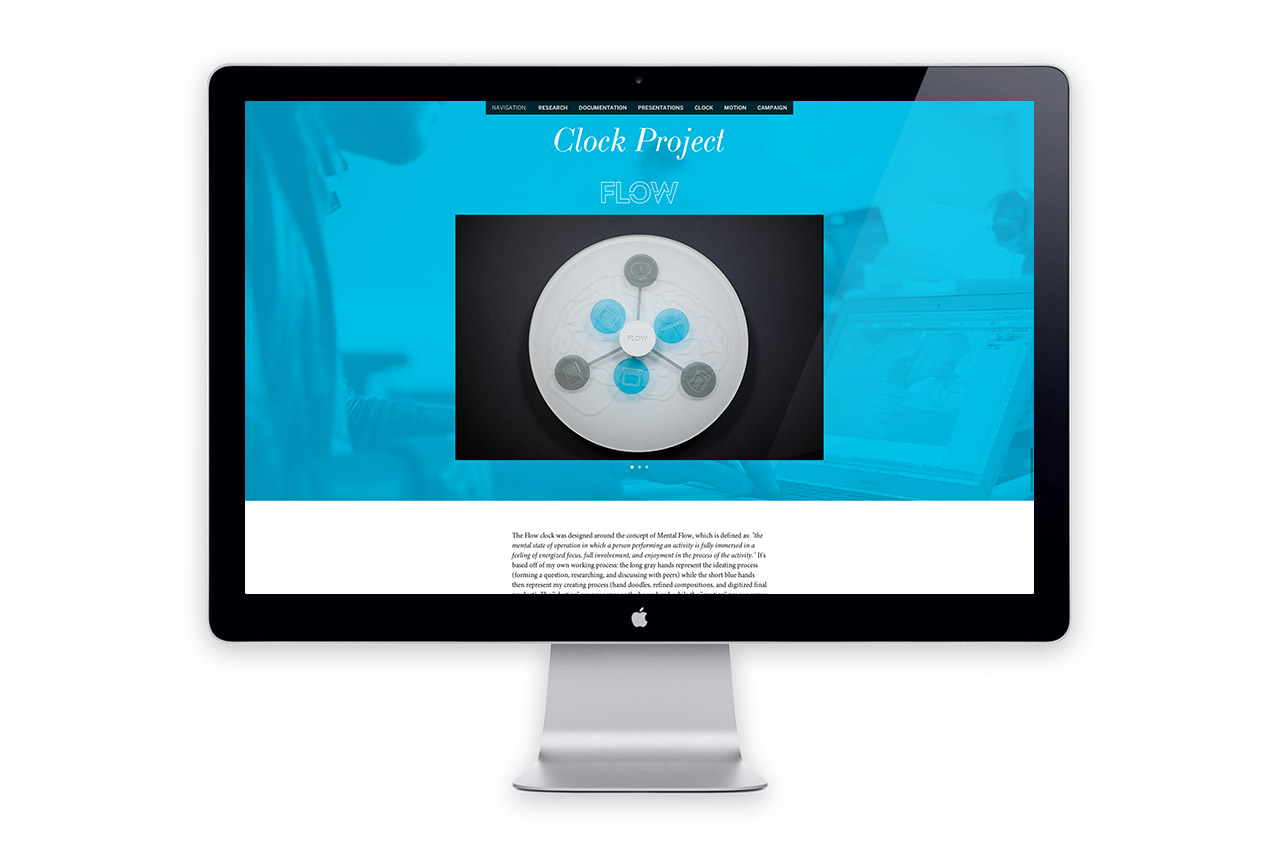 NAVIGATION: RESEARCH DOCUMENTATION PRESENTATIONS CLOCK MOTION CAMPAIGN
Clock Project
FLOW
FLOW
The Flow clock was designed around the concept of Mental Flow, which is defined as: "the
mental state of operation in which a person performing an activity is fully immersed in a
feeling of energized focus, full involvement, and enjoyment in the process of the activity." It's
based off of my own working process: the long gray hands represent the ideating process
(forming a question, researching, and discussing with peers) while the short blue hands
then represent my creating process (hand doodles, refined compositions, and digitized final